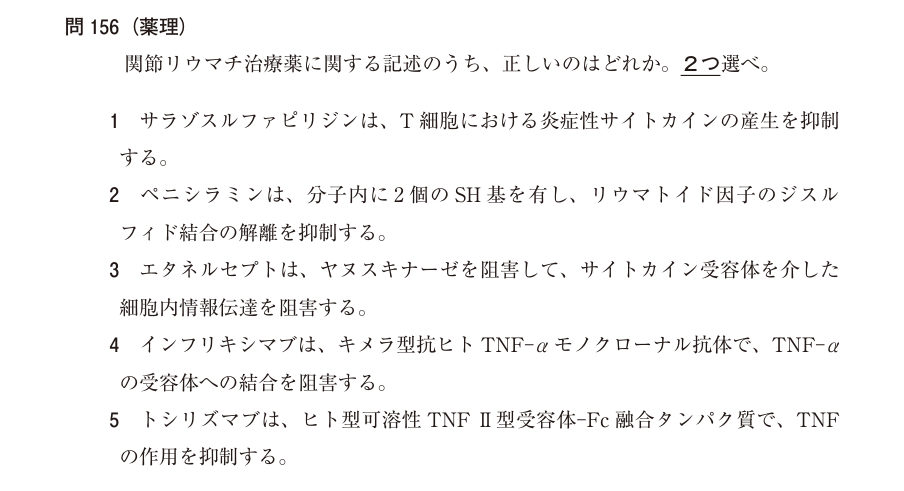 問 156（薬理）
関節リウマチ治療薬に関する記述のうち、正しいのはどれか。２つ選べ。
1 サラゾスルファピリジンは、T 細胞における炎症性サイトカインの産生を抑制
する。
2 ペニシラミンは、分子内に 2 個の SH 基を有し、リウマトイド因子のジスル
フィド結合の解離を抑制する。
3 エタネルセプトは、ヤヌスキナーゼを阻害して、サイトカイン受容体を介した
細胞内情報伝達を阻害する。
4 インフリキシマブは、キメラ型抗ヒト TNF-α モノクローナル抗体で、TNF-α
の受容体への結合を阻害する。
5 トシリズマブは、ヒト型可溶性 TNF Ⅱ型受容体-Fc 融合タンパク質で、TNF
の作用を抑制する。